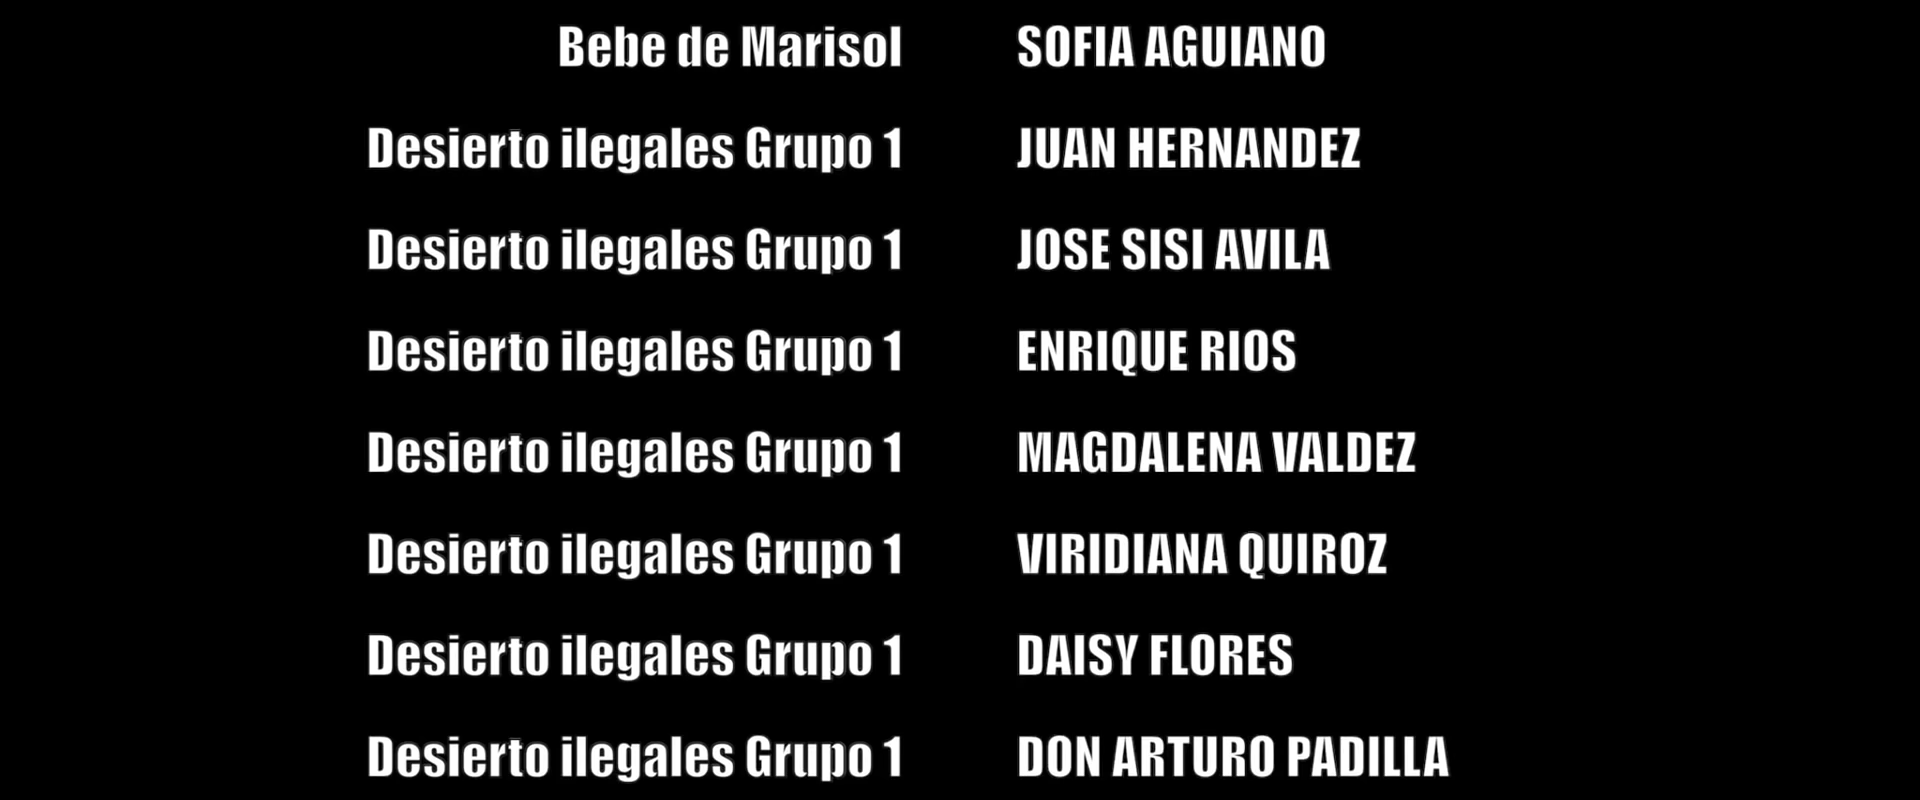 Bebe de Marisol SOFIA AGUIANO
Desierto ilegales Grupo 1 JUAN HERNANDEZ
Desierto ilegales Grupo 1 JOSE SISI AVILA
Desierto ilegales Grupo 1 ENRIQUE RIOS
Desierto ilegales Grupo 1 MAGDALENA VALDEZ
Desierto ilegales Grupo 1 VIRIDIANA QUIROZ
Desierto ilegales Grupo 1 DAISY FLORES
Desierto ilegales Grupo 1 DON ARTURO PADILLA